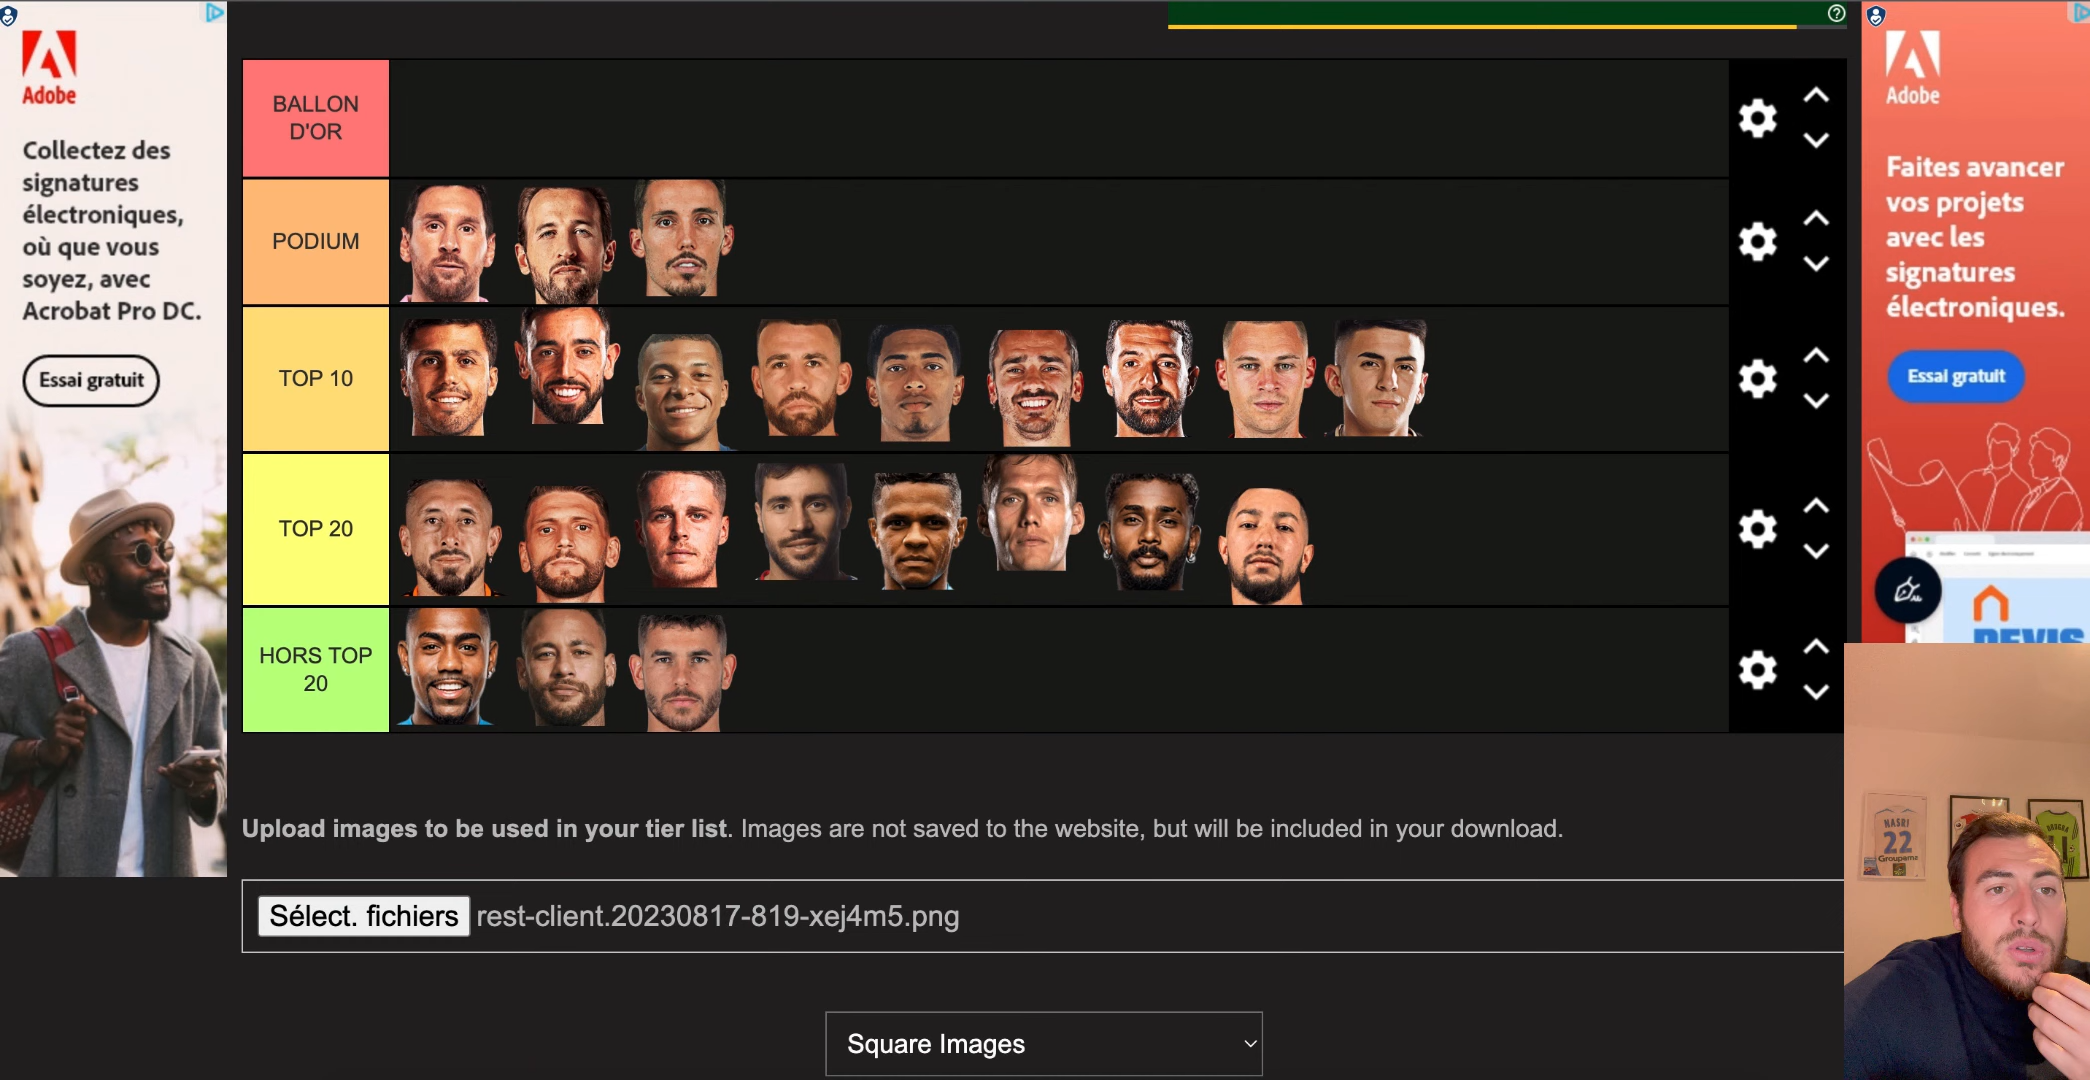 Adobe
Collectez des
signatures
électroniques,
où que vous
soyez, avec
Acrobat Pro DC.
Essai gratuit
BALLON
D'OR
PODIUM
TOP 10
TOP 20
HORS TOP
20
Upload images to be used in your tier list. Images are not saved to the website, but will be included in your download.
Sélect. fichiers rest-client.20230817-819-xej4m5.png
Square Images
Adobe
Faites avancer
vos projets
avec les
signatures
électroniques.
Essai gratuit
DEVIS
NASRI
22
Groupama